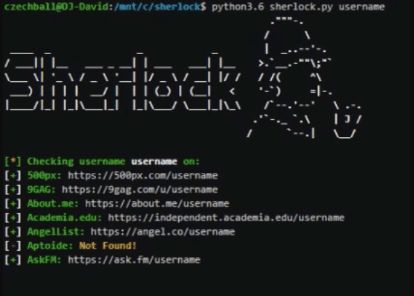 czechball@DJ-David:/mnt/c/sherlock$ python3.6 sherlock.py username
Sherlock
[*] Checking username username on:
[+] 500px: https://500px.com/username
[+] 9GAG: https://9gag.com/u/username
[+] About.me: https://about.me/username
[+] Academia.edu: https://independent.academia.edu/username
[+] AngelList: https://angel.co/username
[-] Aptoide: Not Found!
[+] AskFM: https://ask.fm/username